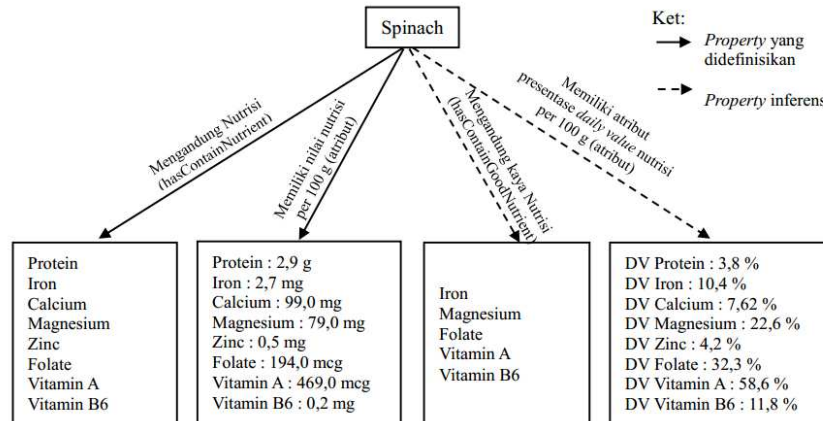 Spinach
Ket:
Property yang
didefinisikan
Property inferens
Mengandung Nutrisi
(hasContainNutrient)
Memiliki nilai nutrisi
per 100 g (atribut)
Mengandung kaya Nutrisi
(hasContainGoodNutrient)
Memiliki atribut
presentase daily value nutrisi
per 100 g (atribut)
Protein
Iron
Calcium
Magnesium
Zinc
Folate
Vitamin A
Vitamin B6
Protein : 2,9 g
Iron : 2,7 mg
Calcium : 99,0 mg
Magnesium : 79,0 mg
Zinc : 0,5 mg
Folate : 194,0 mcg
Vitamin A : 469,0 mcg
Vitamin B6 : 0,2 mg
Iron
Magnesium
Folate
Vitamin A
Vitamin B6
DV Protein : 3,8 %
DV Iron : 10,4 %
DV Calcium : 7,62 %
DV Magnesium : 22,6 %
DV Zinc : 4,2 %
DV Folate : 32,3 %
DV Vitamin A : 58,6 %
DV Vitamin B6 : 11,8 %